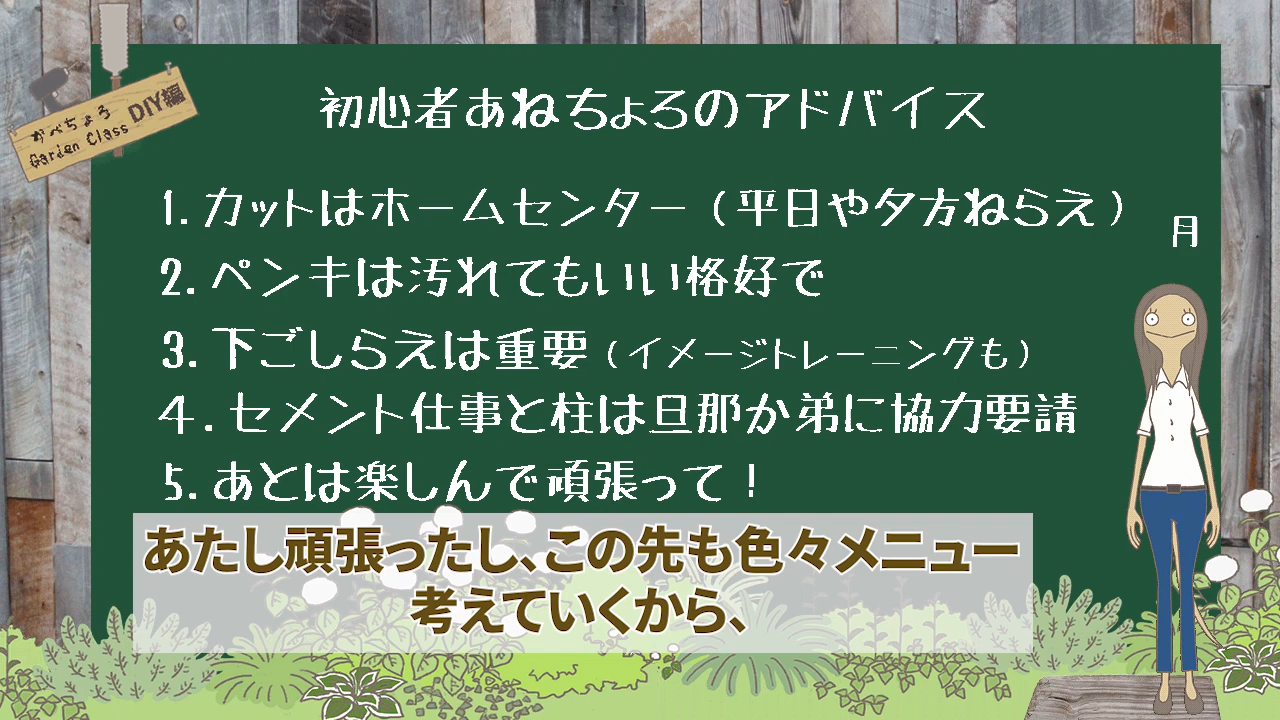 かべちょろ
Garden Class DIY編
初心者あねちょろのアドバイス
1. カットはホームセンター（平日や夕方ねらえ）
月
2. ペンキは汚れてもいい格好で
3. 下ごしらえは重要（イメージトレーニングも）
4. セメント仕事と柱は旦那か弟に協力要請
5. あとは楽しんで頑張って！
あたし頑張ったし、この先も色々メニュー
考えていくから、